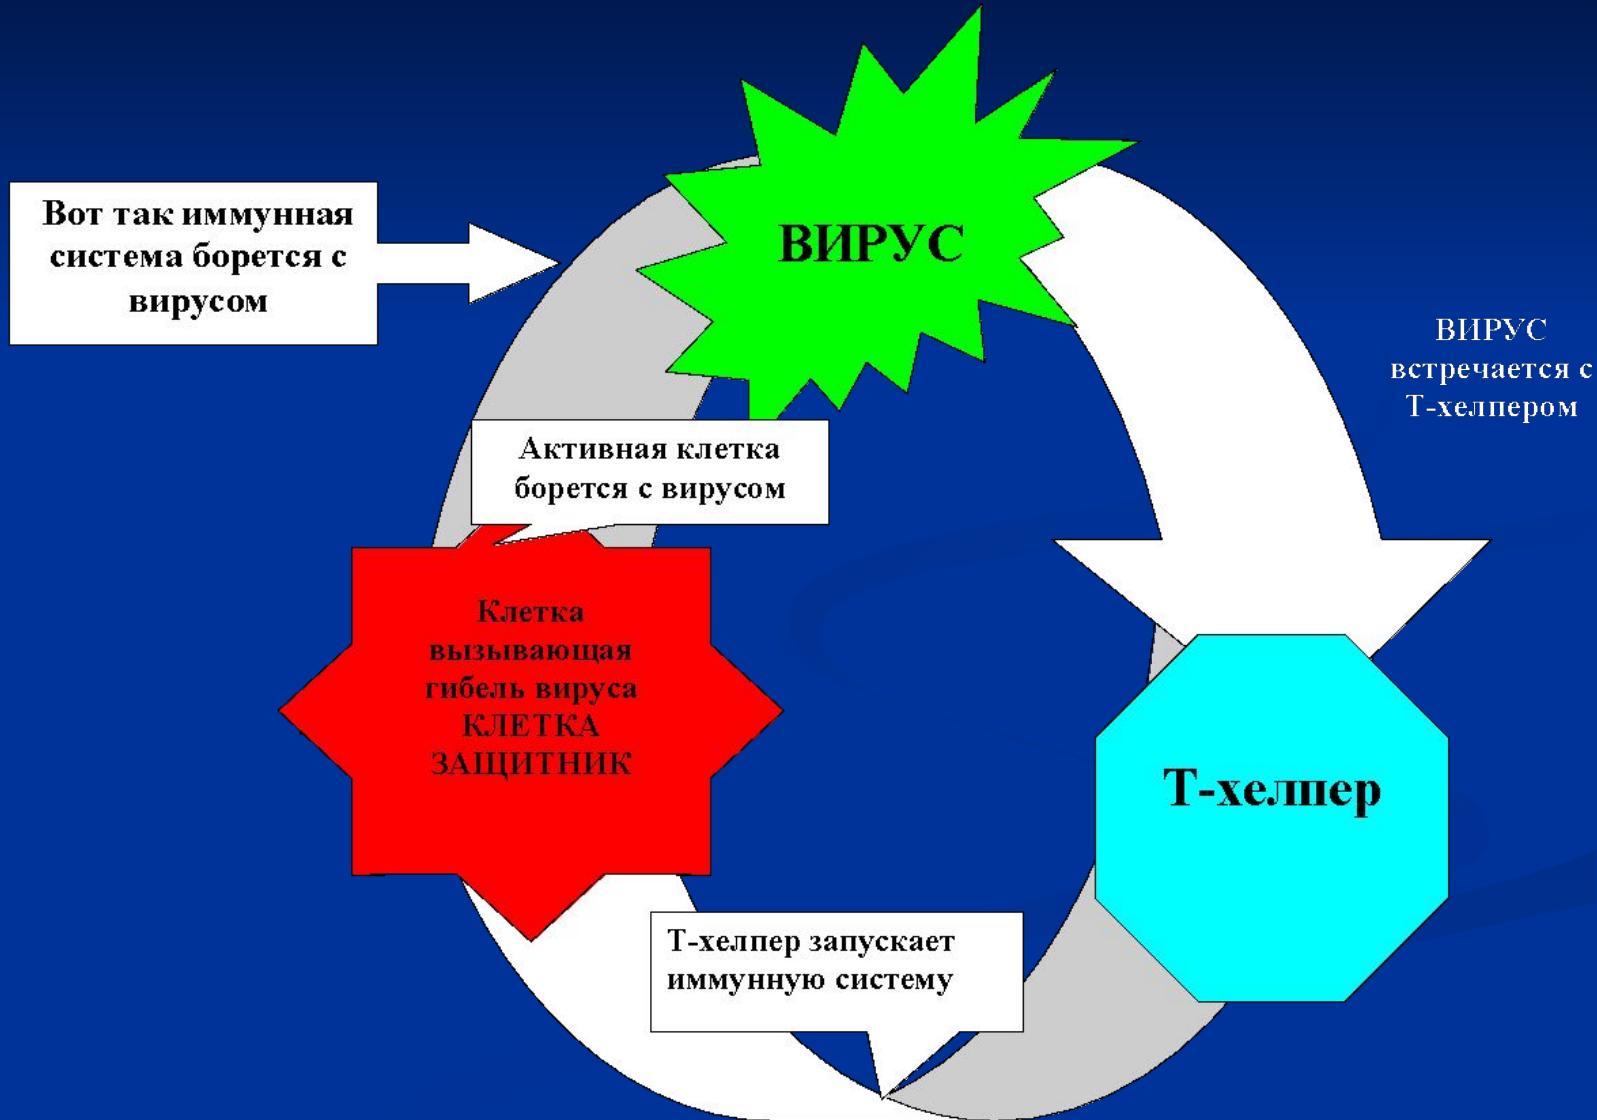 ВИРУС
Вот так иммунная
система борется с
вирусом
ВИРУС
встречается с
Т-хелпером
Активная клетка
борется с вирусом
Клетка
вызывающая
гибель вируса
КЛЕТКА
ЗАЩИТНИК
Т-хелпер
Т-хелпер запускает
иммунную систему